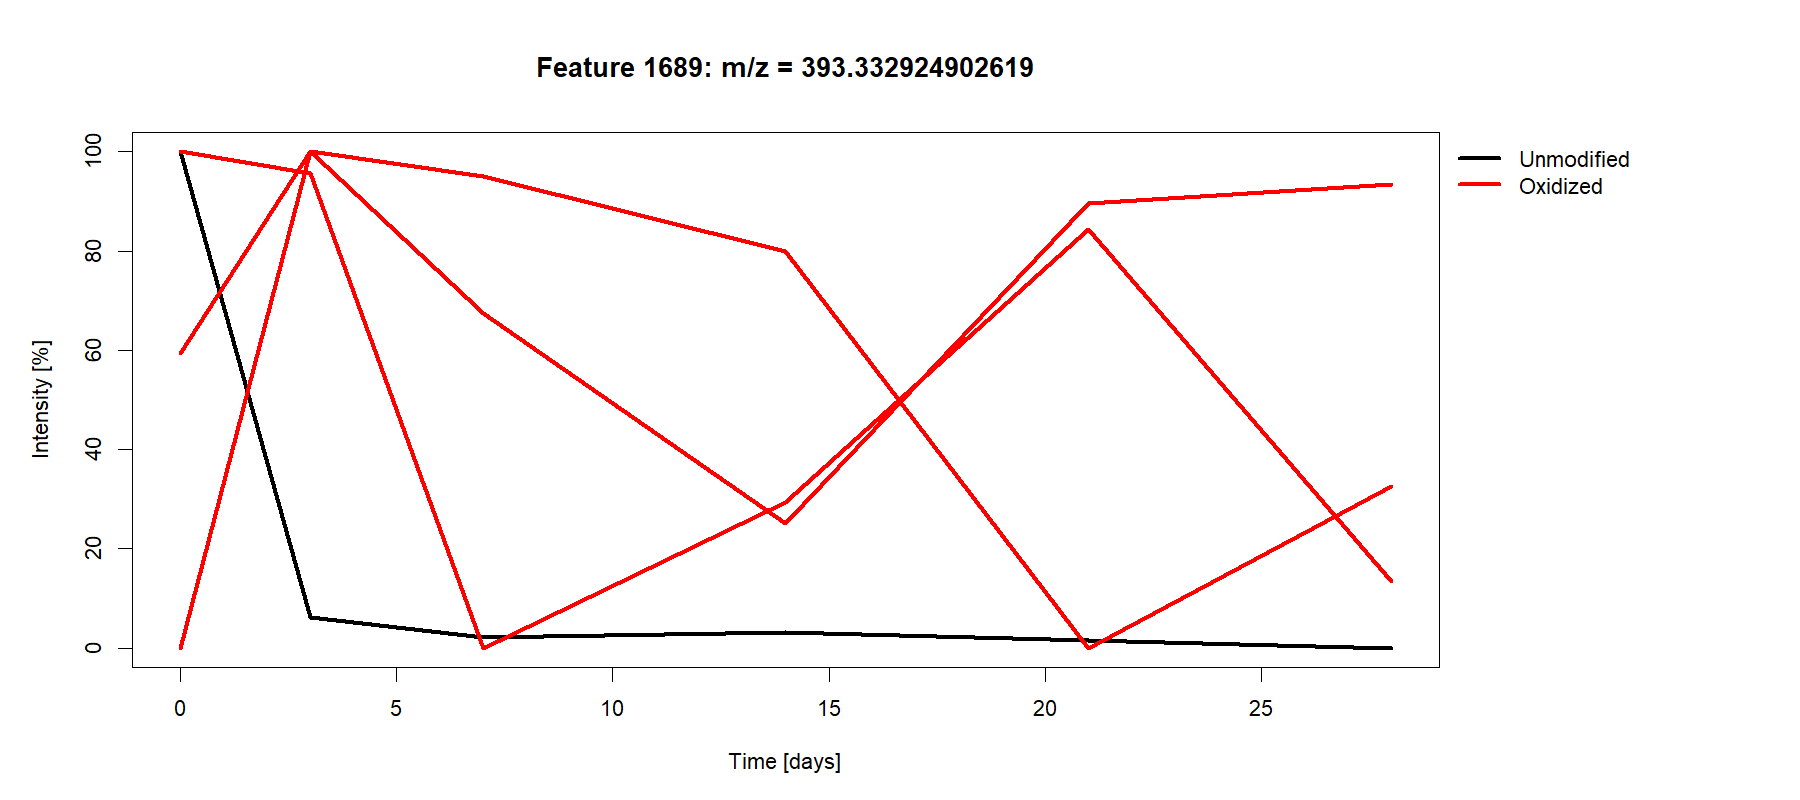 Feature 1689: m/z = 393.332924902619
Unmodified
Oxidized
Intensity [%]
100
80
60
40
20
0
0 5 10 15 20 25
Time [days]